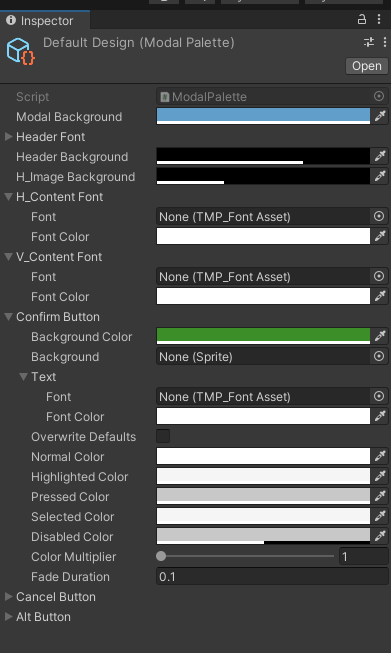 Inspector
Default Design (Modal Palette)
Open
Script ModalPalette
Modal Background
Header Font
Header Background
H_Image Background
H_Content Font
Font None (TMP_Font Asset)
Font Color
V_Content Font
Font None (TMP_Font Asset)
Font Color
Confirm Button
Background Color
Background None (Sprite)
Text
Font None (TMP_Font Asset)
Font Color
Overwrite Defaults
Normal Color
Highlighted Color
Pressed Color
Selected Color
Disabled Color
Color Multiplier 1
Fade Duration 0.1
Cancel Button
Alt Button